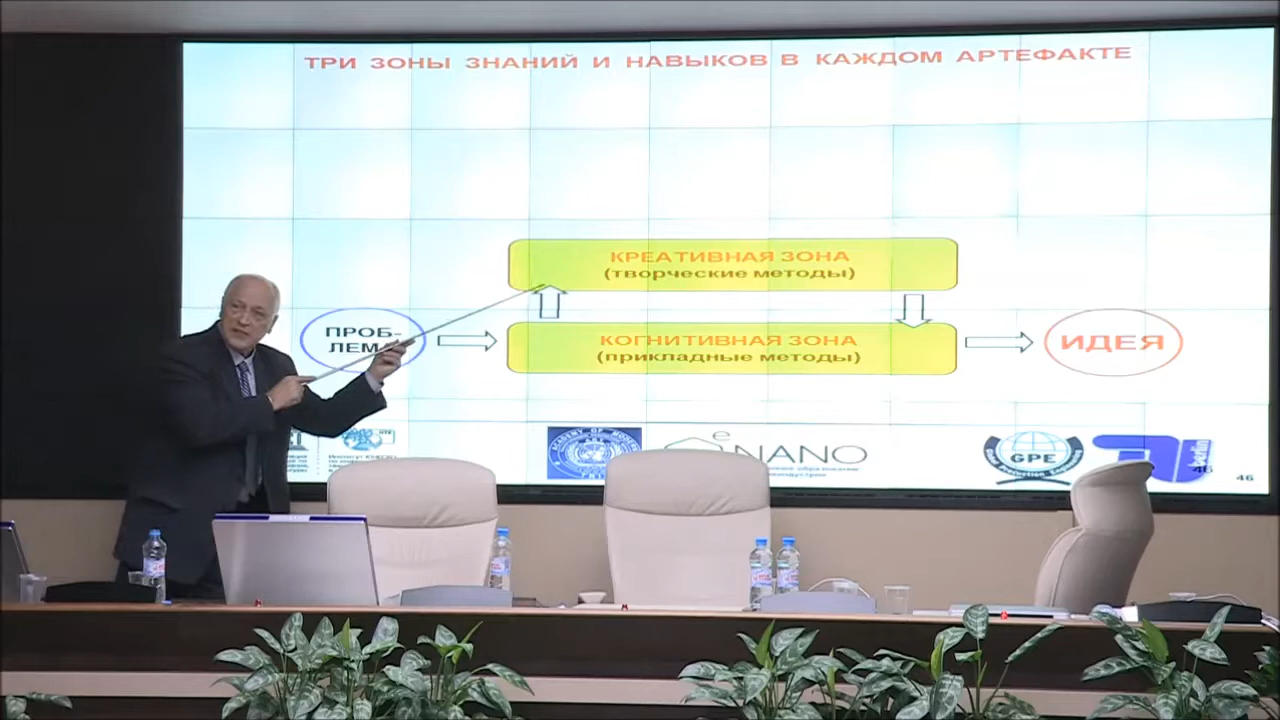 ТРИ ЗОНЫ ЗНАНИЙ И НАВЫКОВ В КАЖДОМ АРТЕФАКТЕ
КРЕАТИВНАЯ ЗОНА
(творческие методы)
ПРОБ-
ЛЕМА
КОГНИТИВНАЯ ЗОНА
(прикладные методы)
ИДЕЯ
e
NANO
GPE
46
46